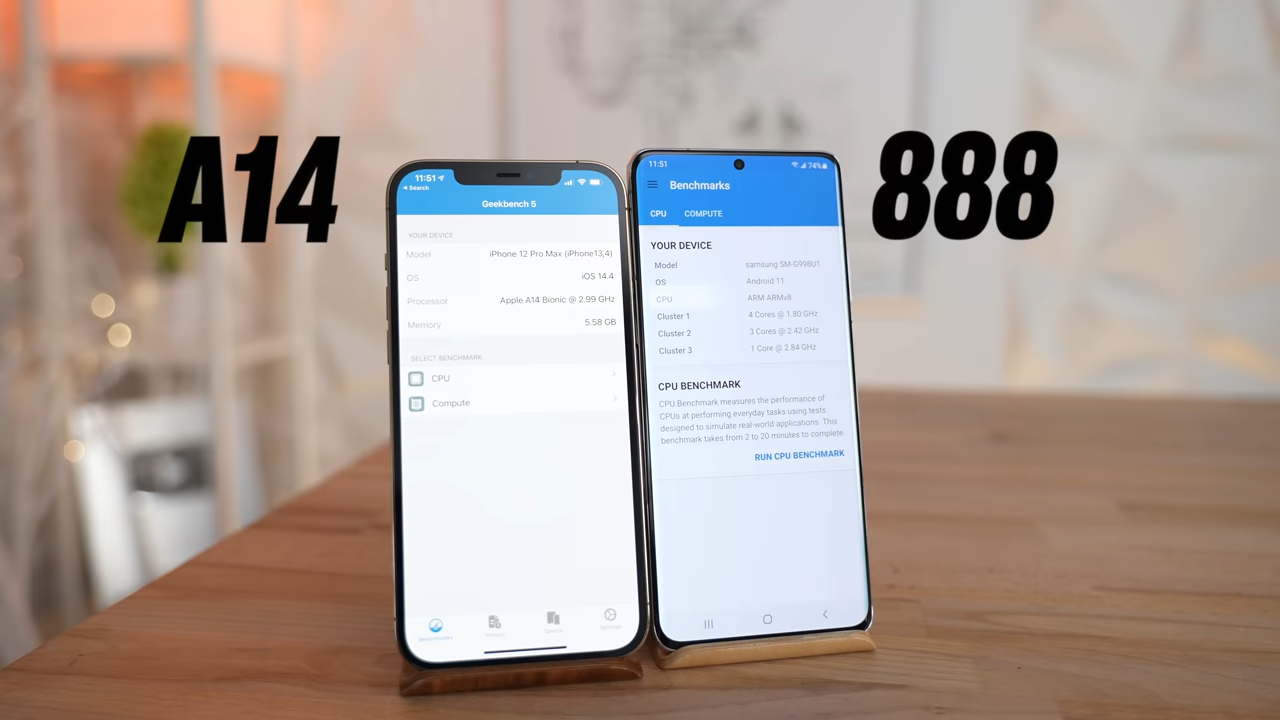 A14
888
11:51
Search
Geekbench 5
YOUR DEVICE
Model iPhone 12 Pro Max (iPhone13,4)
OS iOS 14.4
Processor Apple A14 Bionic @ 2.99 GHz
Memory 5.58 GB
SELECT BENCHMARK
CPU
Compute
Benchmarks
11:51 74%
Benchmarks
CPU COMPUTE
YOUR DEVICE
Model samsung SM-G998U1
OS Android 11
CPU ARM ARMv8
Cluster 1 4 Cores @ 1.80 GHz
Cluster 2 3 Cores @ 2.42 GHz
Cluster 3 1 Core @ 2.84 GHz
CPU BENCHMARK
CPU Benchmark measures the performance of
CPUs at performing everyday tasks using tests
designed to simulate real-world applications. This
benchmark takes from 2 to 20 minutes to complete.
RUN CPU BENCHMARK